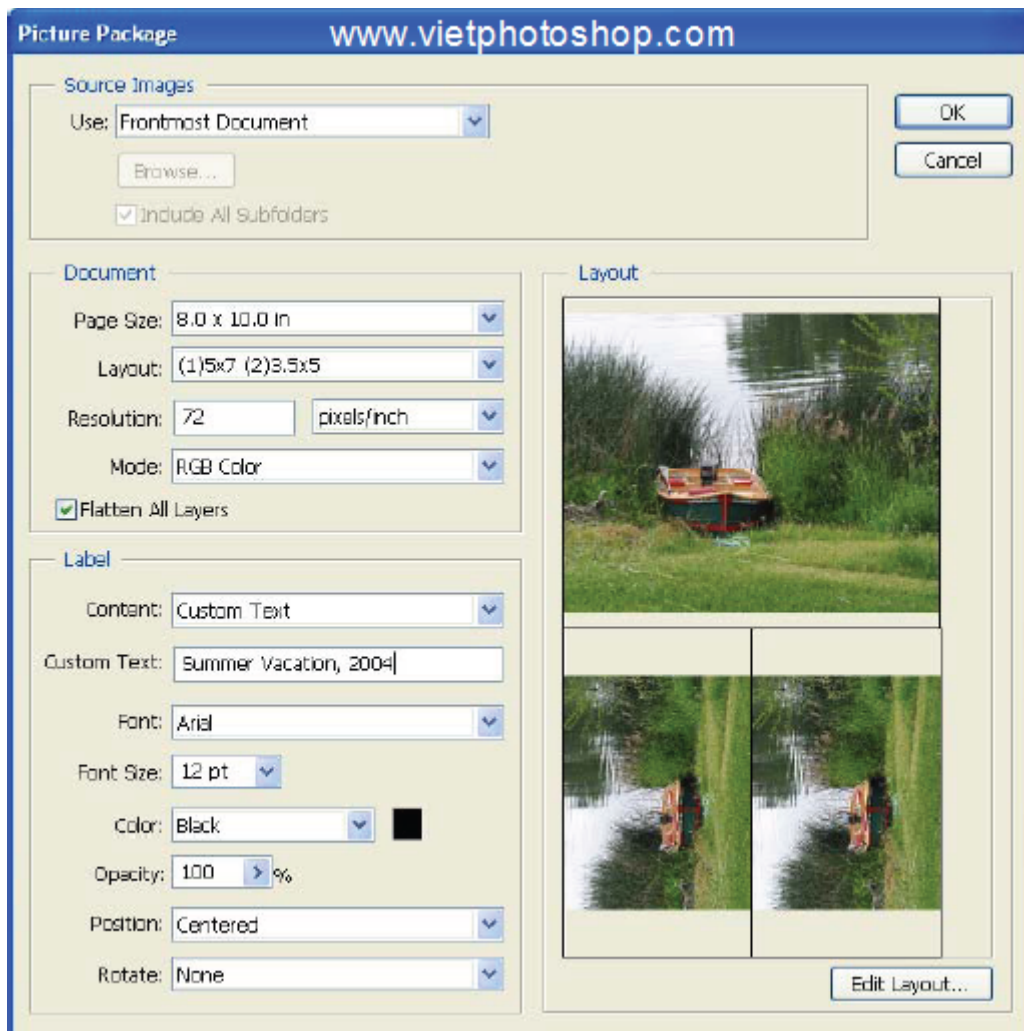 Picture Package
www.vietphotoshop.com
Source Images
Use: Frontmost Document
Browse...
Include All Subfolders
OK
Cancel
Document
Page Size: 8.0 x 10.0 in
Layout: (1)5x7 (2)3.5x5
Resolution: 72 pixels/inch
Mode: RGB Color
Flatten All Layers
Label
Content: Custom Text
Custom Text: Summer Vacation, 2004
Font: Arial
Font Size: 12 pt
Color: Black
Opacity: 100 %
Position: Centered
Rotate: None
Layout
Edit Layout...